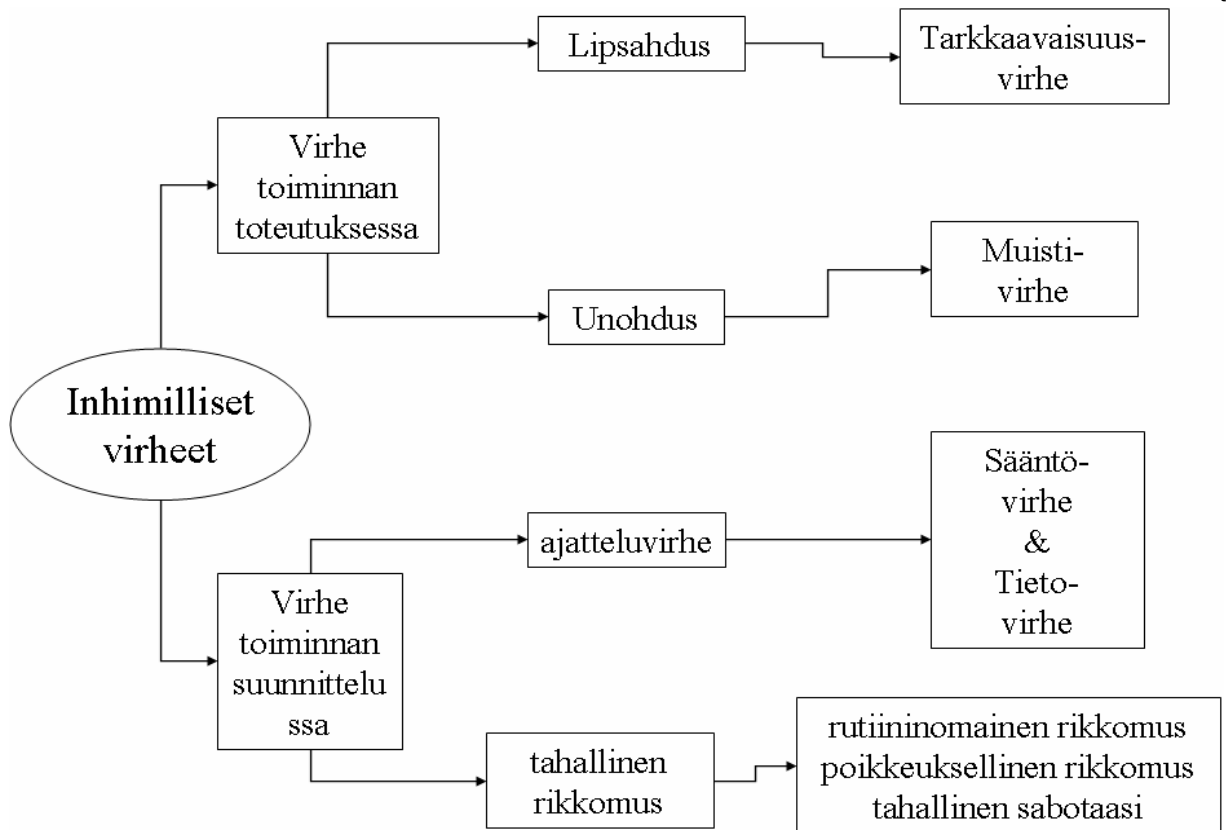 Lipsahdus
Tarkkaavaisuus-
virhe
Virhe
toiminnan
toteutuksessa
Muisti-
virhe
Unohdus
Inhimilliset
virheet
Sääntö-
virhe
&
Tieto-
virhe
ajatteluvirhe
Virhe
toiminnan
suunnittelu
ssa
tahallinen
rikkomus
rutiininomainen rikkomus
poikkeuksellinen rikkomus
tahallinen sabotaasi